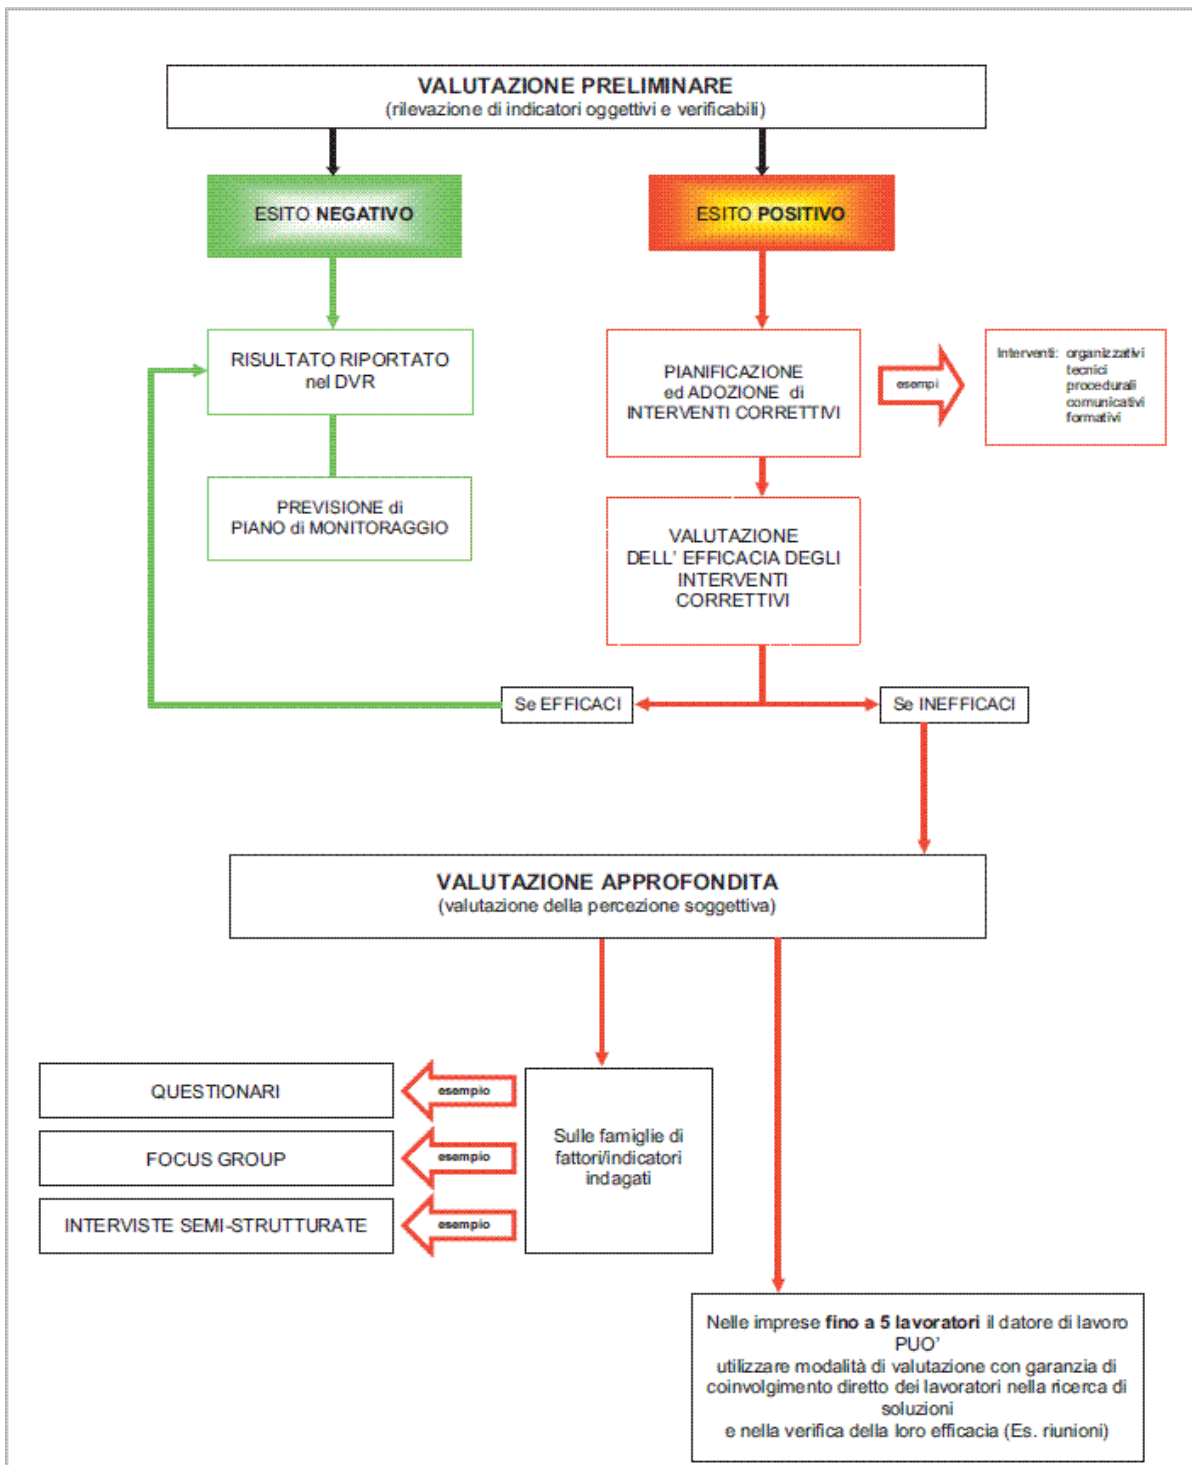 VALUTAZIONE PRELIMINARE
(rilevazione di indicatori oggettivi e verificabili)
ESITO NEGATIVO
ESITO POSITIVO
RISULTATO RIPORTATO
nel DVR
PIANIFICAZIONE
ed ADOZIONE di
INTERVENTI CORRETTIVI
esempi
Interventi: organizzativi
tecnici
procedurali
comunicativi
formativi
PREVISIONE di
PIANO di MONITORAGGIO
VALUTAZIONE
DELL' EFFICACIA DEGLI
INTERVENTI
CORRETTIVI
Se EFFICACI
Se INEFFICACI
VALUTAZIONE APPROFONDITA
(valutazione della percezione soggettiva)
QUESTIONARI
esempio
FOCUS GROUP
esempio
INTERVISTE SEMI-STRUTTURATE
esempio
Sulle famiglie di
fattori/indicatori
indagati
Nelle imprese fino a 5 lavoratori il datore di lavoro
PUO'
utilizzare modalità di valutazione con garanzia di
coinvolgimento diretto dei lavoratori nella ricerca di
soluzioni
e nella verifica della loro efficacia (Es. riunioni)